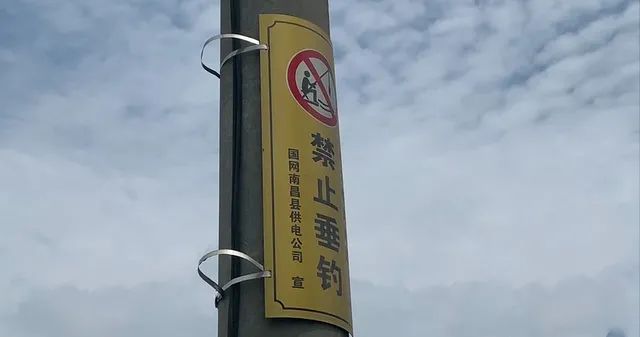 禁止垂钓
国网南昌县供电公司 宣